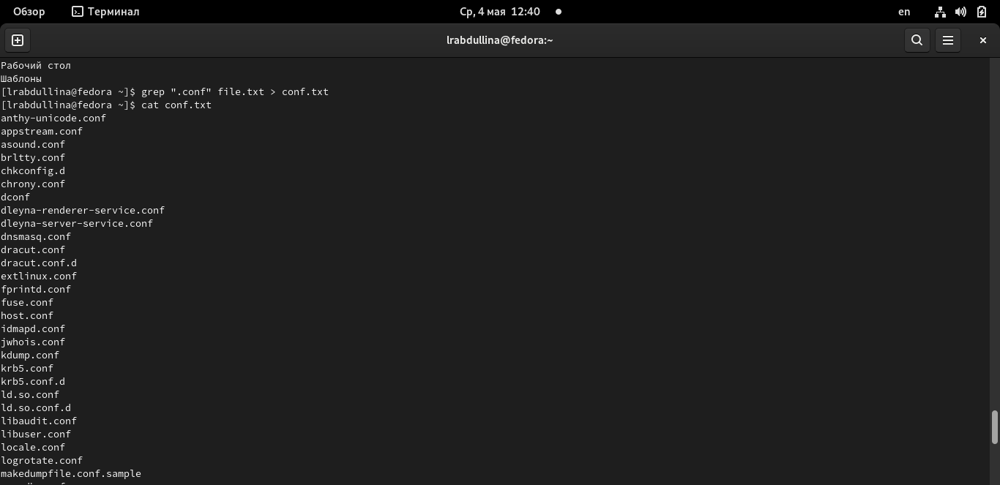 Обзор Терминал Ср, 4 мая 12:40 en
lrabdullina@fedora:~
Рабочий стол
Шаблоны
[lrabdullina@fedora ~]$ grep ".conf" file.txt > conf.txt
[lrabdullina@fedora ~]$ cat conf.txt
anthy-unicode.conf
appstream.conf
asound.conf
brltty.conf
chkconfig.d
chrony.conf
dconf
dleyna-renderer-service.conf
dleyna-server-service.conf
dnsmasq.conf
dracut.conf
dracut.conf.d
extlinux.conf
fprintd.conf
fuse.conf
host.conf
idmapd.conf
jwhois.conf
kdump.conf
krb5.conf
krb5.conf.d
ld.so.conf
ld.so.conf.d
libaudit.conf
libuser.conf
locale.conf
logrotate.conf
makedumpfile.conf.sample